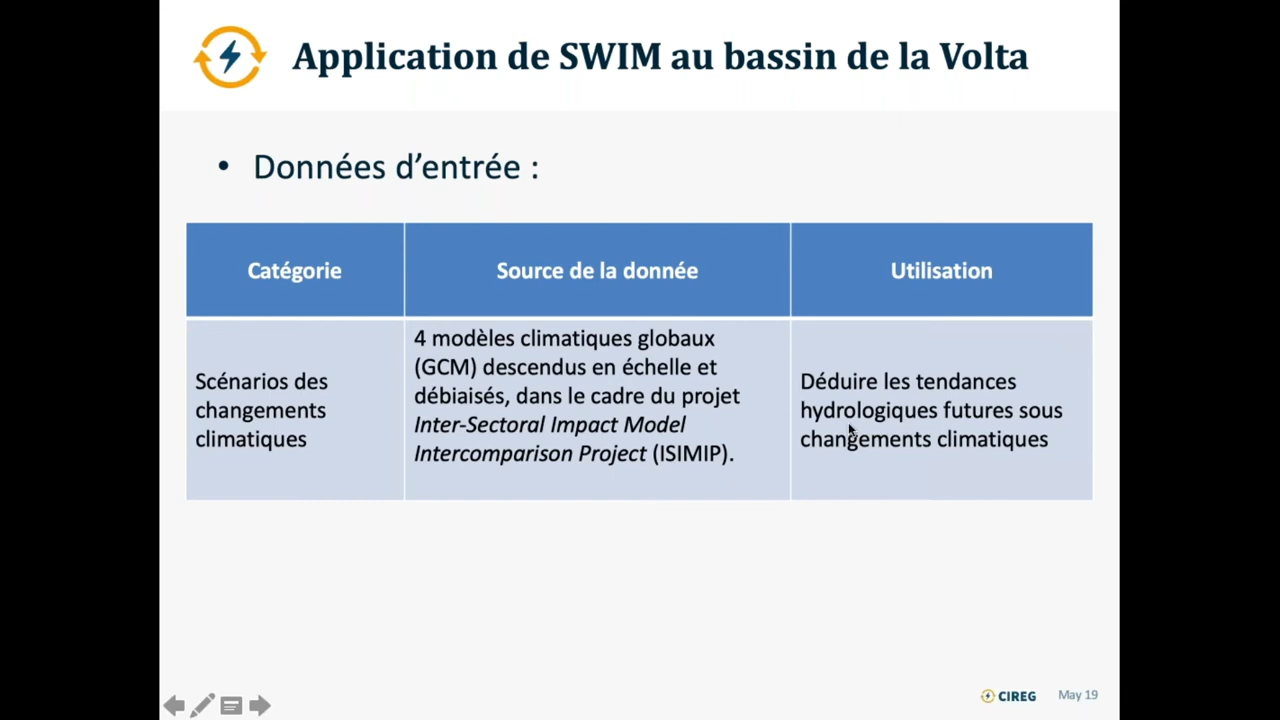 Application de SWIM au bassin de la Volta
• Données d’entrée :
Catégorie
Source de la donnée
Utilisation
Scénarios des
changements
climatiques
4 modèles climatiques globaux
(GCM) descendus en échelle et
débiaisés, dans le cadre du projet
Inter-Sectoral Impact Model
Intercomparison Project (ISIMIP).
Déduire les tendances
hydrologiques futures sous
changements climatiques
CIREG
May 19